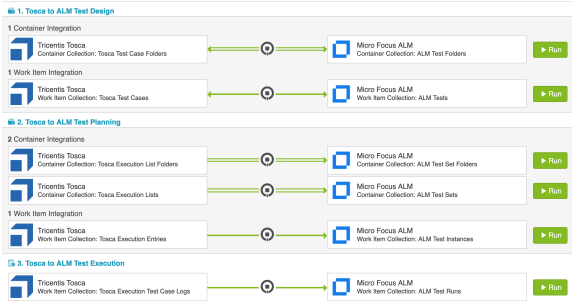 1. Tosca to ALM Test Design
1 Container Integration
Tricentis Tosca
Container Collection: Tosca Test Case Folders
Micro Focus ALM
Container Collection: ALM Test Folders
Run
1 Work Item Integration
Tricentis Tosca
Work Item Collection: Tosca Test Cases
Micro Focus ALM
Work Item Collection: ALM Tests
Run
2. Tosca to ALM Test Planning
2 Container Integrations
Tricentis Tosca
Container Collection: Tosca Execution List Folders
Micro Focus ALM
Container Collection: ALM Test Set Folders
Run
Tricentis Tosca
Container Collection: Tosca Execution Lists
Micro Focus ALM
Container Collection: ALM Test Sets
Run
1 Work Item Integration
Tricentis Tosca
Work Item Collection: Tosca Execution Entries
Micro Focus ALM
Work Item Collection: ALM Test Instances
Run
3. Tosca to ALM Test Execution
Tricentis Tosca
Work Item Collection: Tosca Execution Test Case Logs
Micro Focus ALM
Work Item Collection: ALM Test Runs
Run